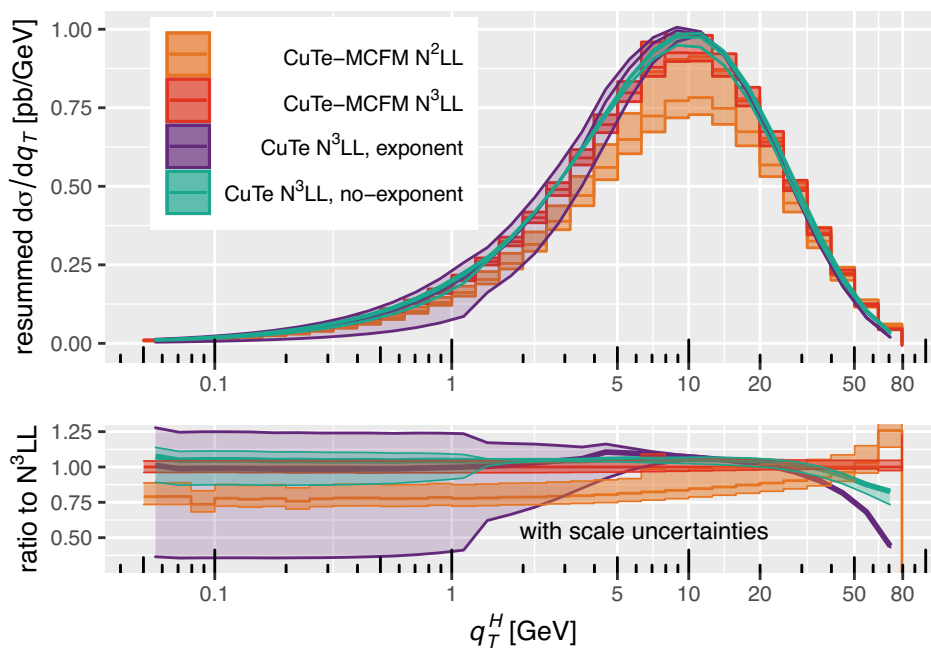 resummed dσ/dq_T [pb/GeV]
1.00
0.75
0.50
0.25
0.00
CuTe−MCFM N²LL
CuTe−MCFM N³LL
CuTe N³LL, exponent
CuTe N³LL, no−exponent
0.1 1 5 10 20 50 80
ratio to N³LL
1.25
1.00
0.75
0.50
with scale uncertainties
0.1 1 5 10 20 50 80
q_T^H [GeV]